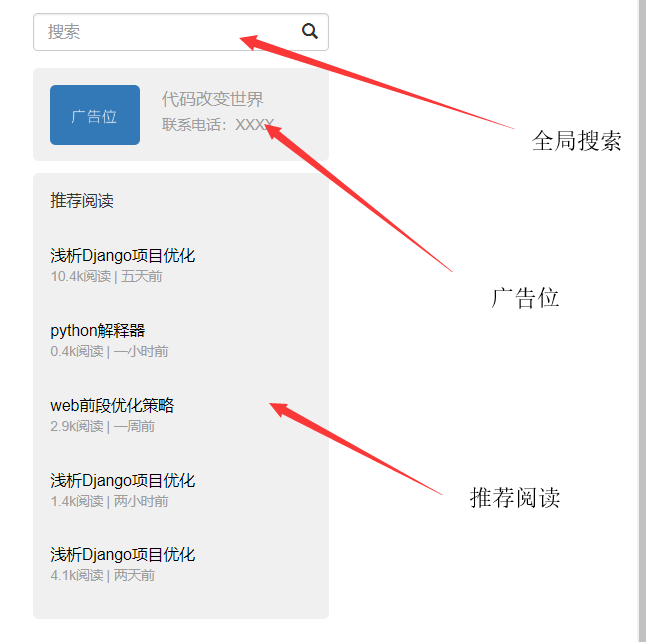 搜索
全局搜索
广告位
代码改变世界
联系电话：XXXX
广告位
推荐阅读
浅析Django项目优化
10.4k阅读 | 五天前
python解释器
0.4k阅读 | 一小时前
web前段优化策略
2.9k阅读 | 一周前
推荐阅读
浅析Django项目优化
1.4k阅读 | 两小时前
浅析Django项目优化
4.1k阅读 | 两天前